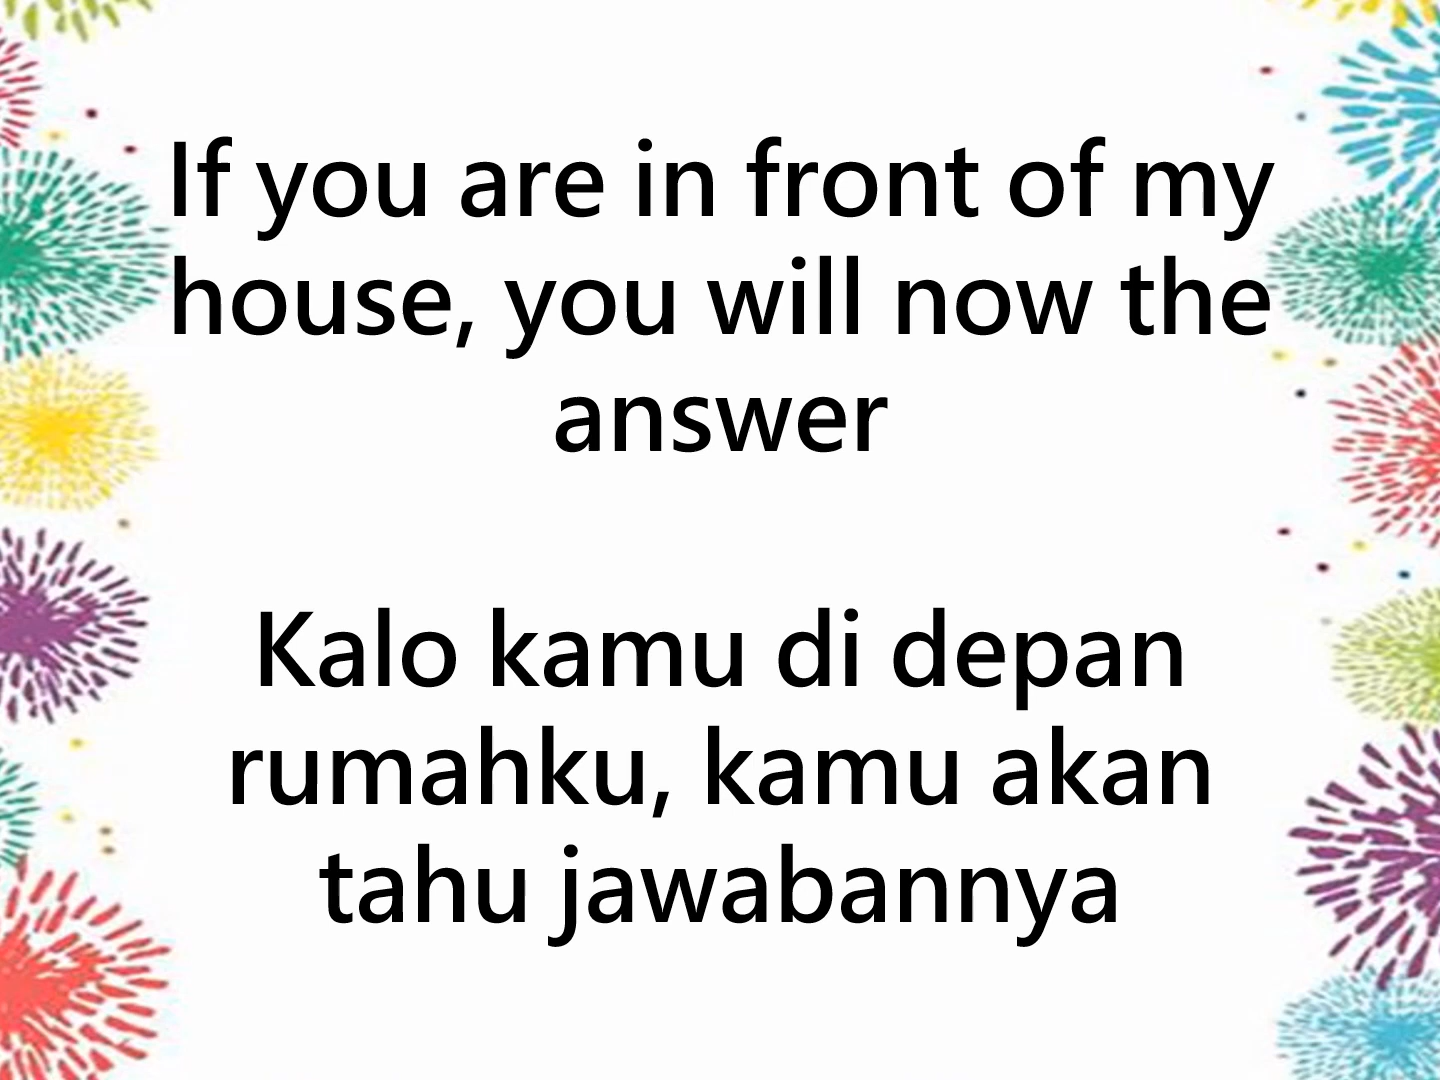 If you are in front of my
house, you will now the
answer
Kalo kamu di depan
rumahku, kamu akan
tahu jawabannya